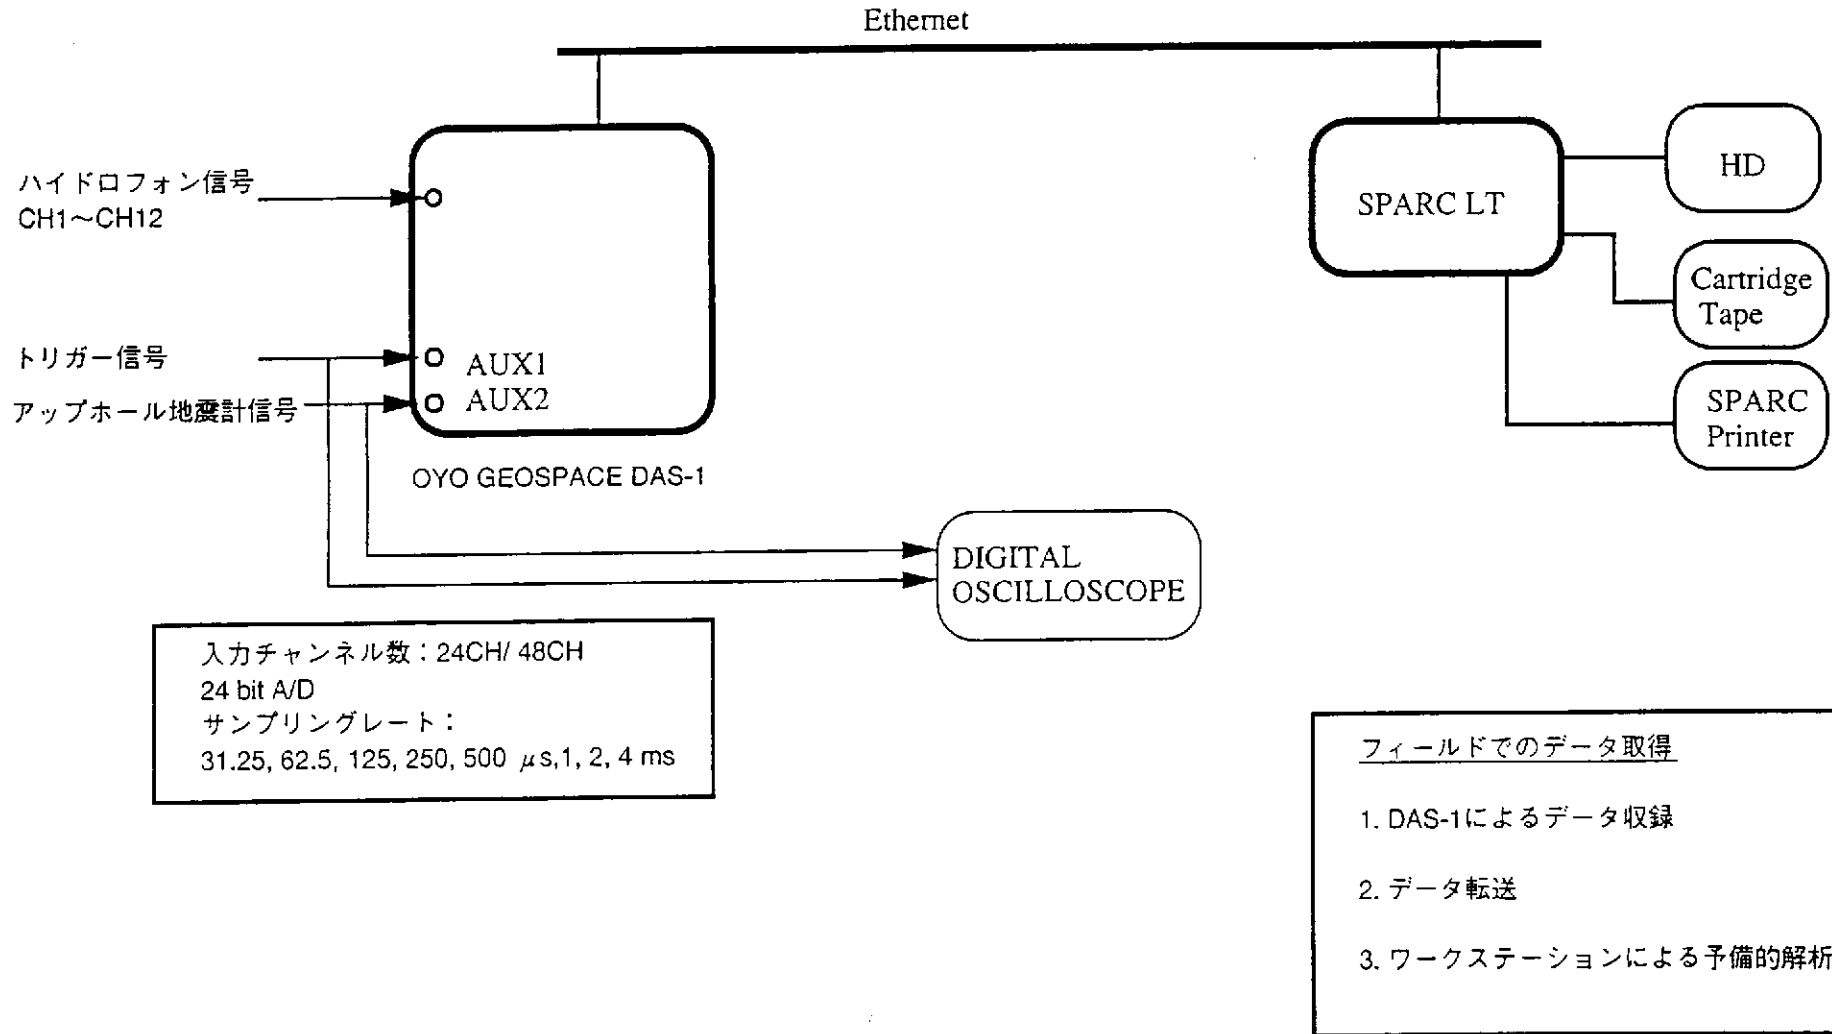 Ethernet
ハイドロフォン信号
CH1～CH12
トリガー信号
アップホール地震計信号
AUX1
AUX2
OYO GEOSPACE DAS-1
SPARC LT
HD
Cartridge
Tape
SPARC
Printer
DIGITAL
OSCILLOSCOPE
入力チャンネル数：24CH/ 48CH
24 bit A/D
サンプリングレート：
31.25, 62.5, 125, 250, 500 μs,1, 2, 4 ms
フィールドでのデータ取得
1. DAS-1によるデータ収録
2. データ転送
3. ワークステーションによる予備的解析